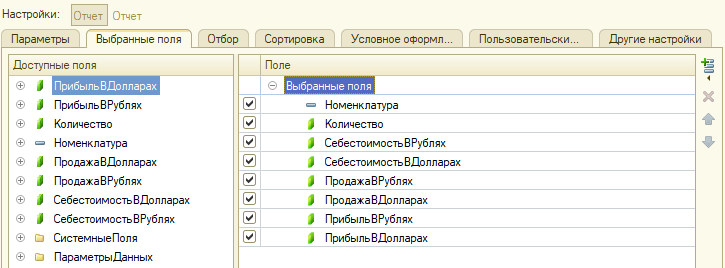 Настройки: Отчет Отчет
Параметры Выбранные поля Отбор Сортировка Условное оформл... Пользовательски... Другие настройки
Доступные поля
ПрибыльВДолларах
ПрибыльВРублях
Количество
Номенклатура
ПродажаВДолларах
ПродажаВРублях
СебестоимостьВДолларах
СебестоимостьВРублях
СистемныеПоля
ПараметрыДанных
Поле
Выбранные поля
Номенклатура
Количество
СебестоимостьВРублях
СебестоимостьВДолларах
ПродажаВРублях
ПродажаВДолларах
ПрибыльВРублях
ПрибыльВДолларах